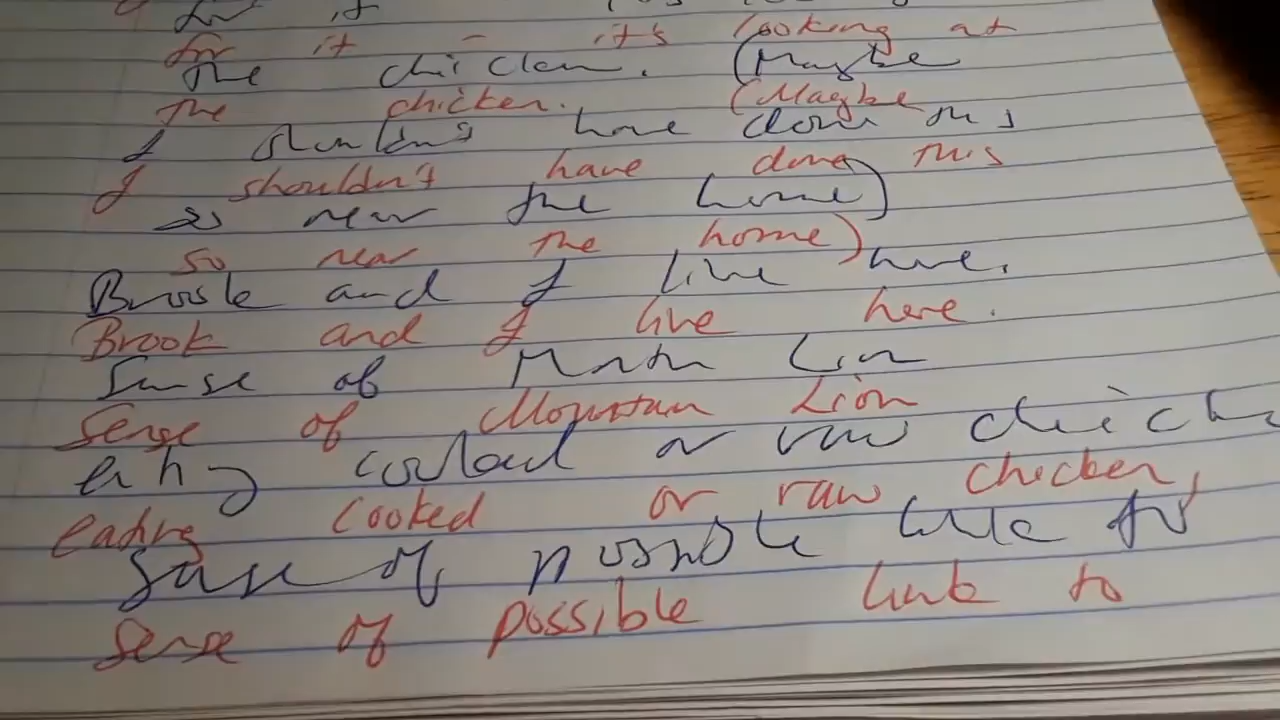 for it
for it - it's looking at
the chicken. (Maybe
the chicken. (Maybe
I shouldn't have done this
I shouldn't have done this
so near the home)
so near the home)
Brook and I live here.
Brook and I live here.
Sense of Mountain Lion
Sense of Mountain Lion
eating cooked or raw chicken
eating cooked or raw chicken,
Sense of possible link to
Sense of possible link to